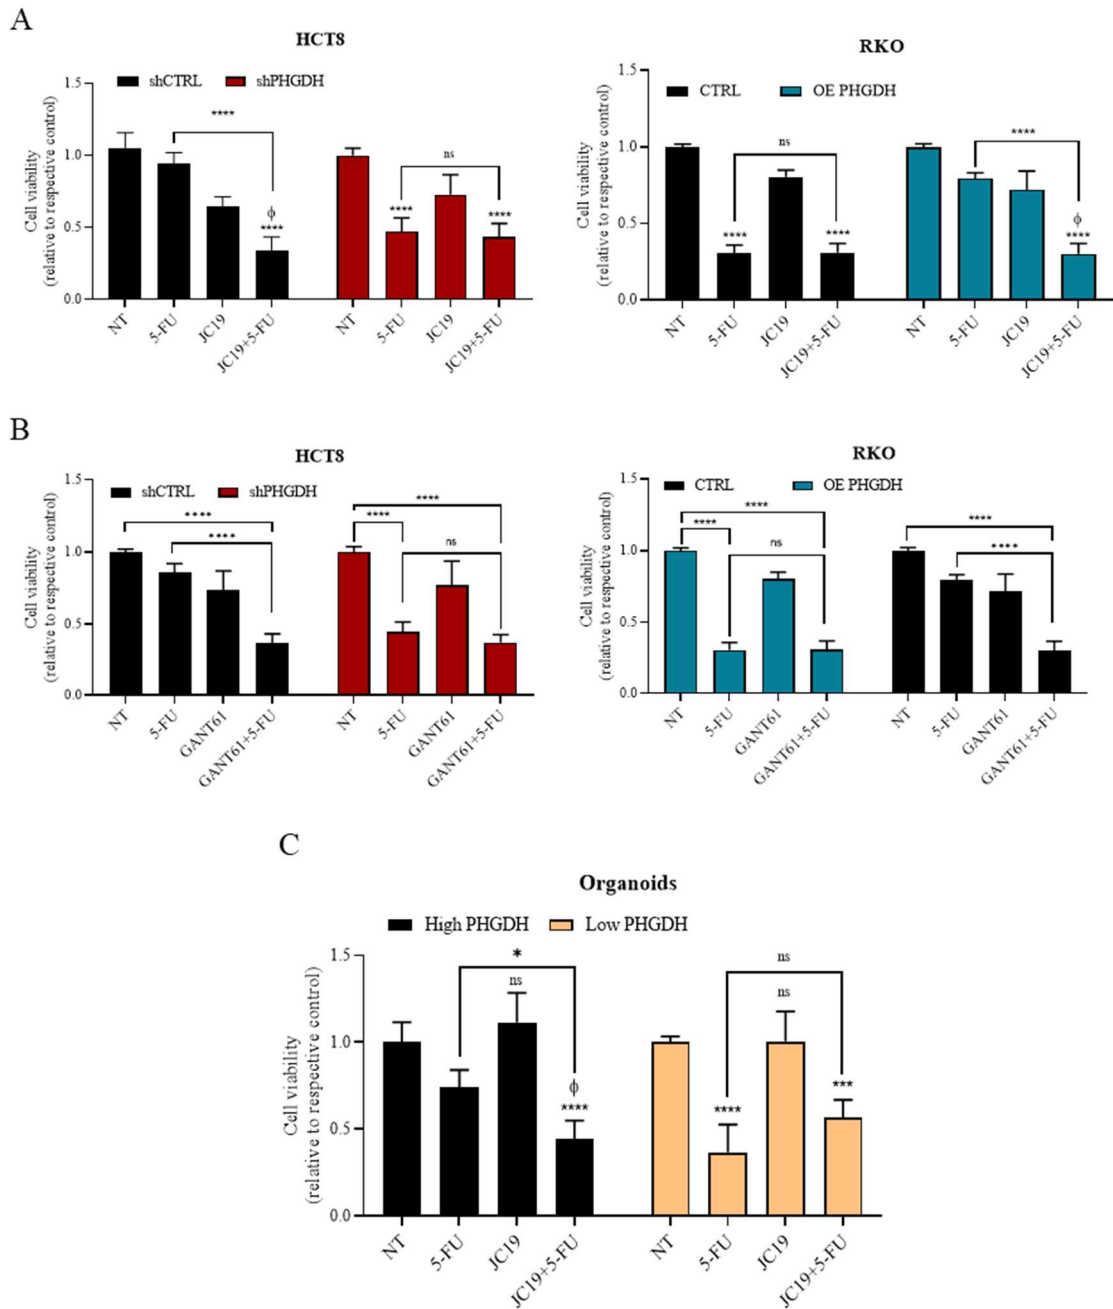 A
HCT8
shCTRL shPHGDH
Cell viability
(relative to respective control)
1.5
1.0
0.5
0.0
****
ϕ
****
ns
****
****
NT 5-FU JC19 JC19+5-FU NT 5-FU JC19 JC19+5-FU
RKO
CTRL OE PHGDH
Cell viability
(relative to respective control)
1.5
1.0
0.5
0.0
ns
****
****
****
ϕ
****
NT 5-FU JC19 JC19+5-FU NT 5-FU JC19 JC19+5-FU
B
HCT8
shCTRL shPHGDH
Cell viability
(relative to respective control)
1.5
1.0
0.5
0.0
****
****
****
****
ns
NT 5-FU GANT61 GANT61+5-FU NT 5-FU GANT61 GANT61+5-FU
RKO
CTRL OE PHGDH
Cell viability
(relative to respective control)
1.5
1.0
0.5
0.0
****
****
ns
****
****
NT 5-FU GANT61 GANT61+5-FU NT 5-FU GANT61 GANT61+5-FU
C
Organoids
High PHGDH Low PHGDH
Cell viability
(relative to respective control)
1.5
1.0
0.5
0.0
*
ns
ϕ
****
ns
ns
****
***
NT 5-FU JC19 JC19+5-FU NT 5-FU JC19 JC19+5-FU